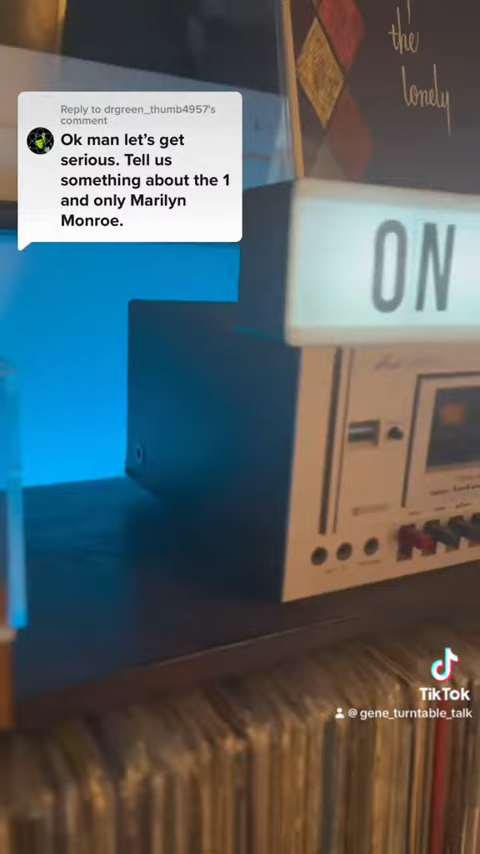 the
lonely
Reply to drgreen_thumb4957's
comment
Ok man let's get
serious. Tell us
something about the 1
and only Marilyn
Monroe.
ON
TikTok
@ gene_turntable_talk